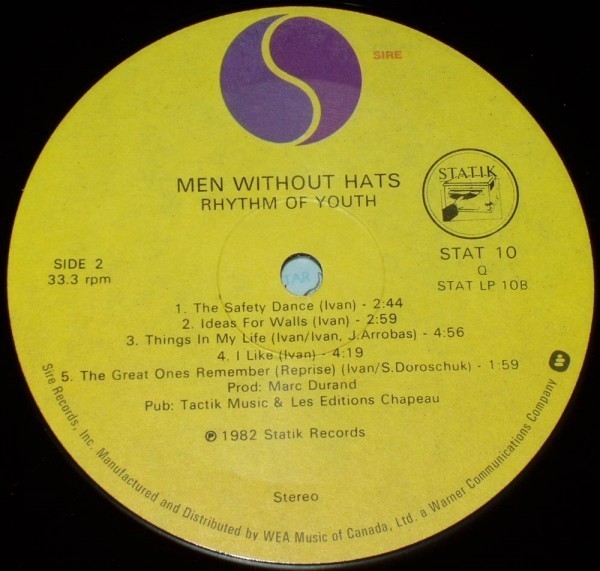 SIRE
MEN WITHOUT HATS
RHYTHM OF YOUTH
STATIK
SIDE 2
33.3 rpm
STAT 10
Q
STAT LP 10B
TAR
1. The Safety Dance (Ivan) - 2:44
2. Ideas For Walls (Ivan) - 2:59
3. Things In My Life (Ivan/Ivan, J.Arrobas) - 4:56
4. I Like (Ivan) - 4:19
5. The Great Ones Remember (Reprise) (Ivan/S.Doroschuk) - 1:59
Prod: Marc Durand
Pub: Tactik Music & Les Editions Chapeau
℗ 1982 Statik Records
Stereo
Sire Records, Inc. Manufactured and Distributed by WEA Music of Canada, Ltd. a Warner Communications Company